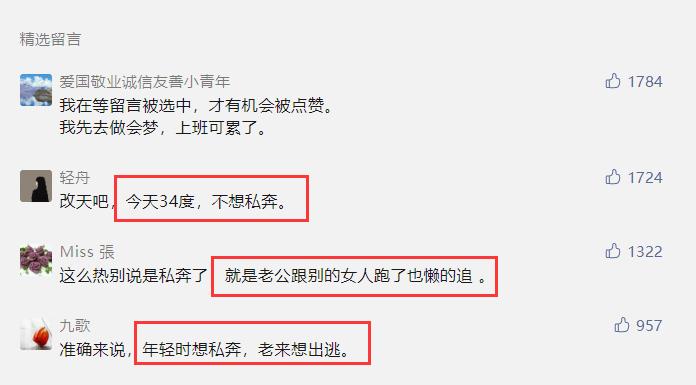 精选留言
爱国敬业诚信友善小青年 1784
我在等留言被选中，才有机会被点赞。
我先去做会梦，上班可累了。
轻舟 1724
改天吧，今天34度，不想私奔。
Miss 張 1322
这么热别说是私奔了 就是老公跟别的女人跑了也懒的追 。
九歌 957
准确来说，年轻时想私奔，老来想出逃。